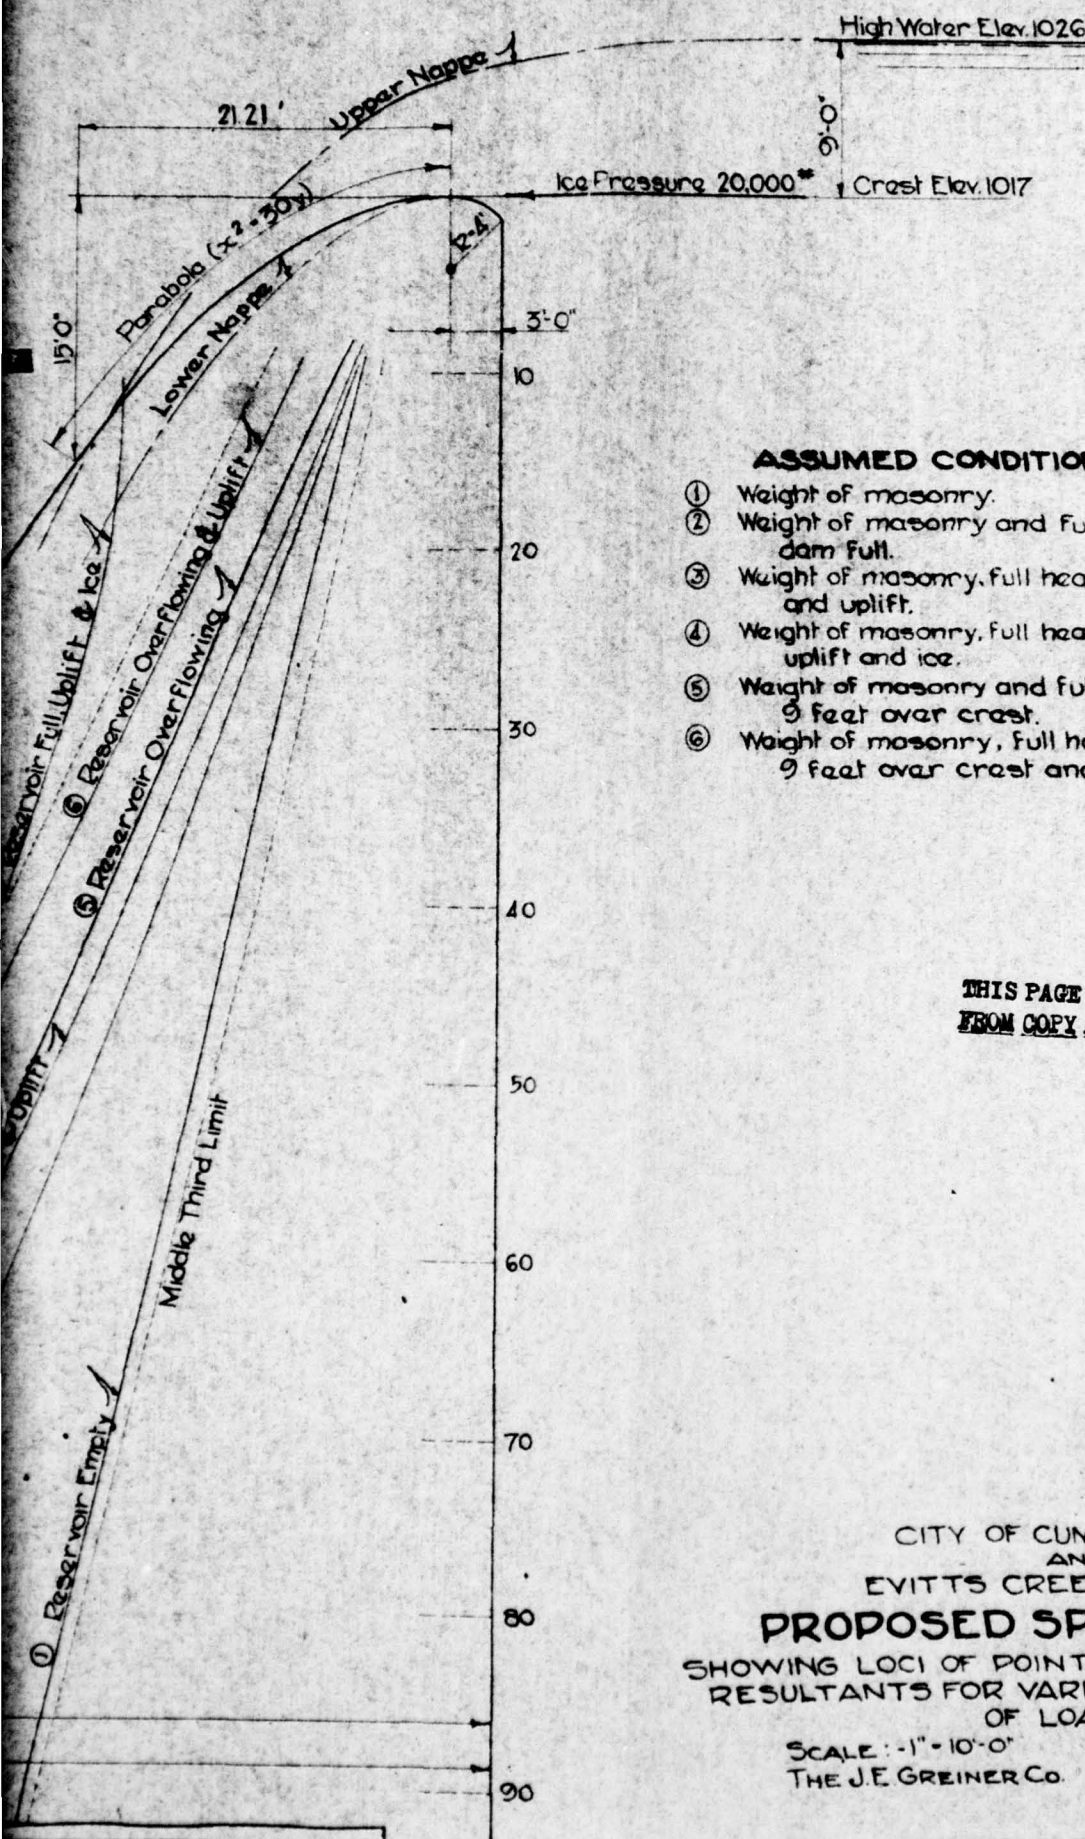 High Water Elev. 1026
Upper Nappe
21.21'
9'-0"
Ice Pressure 20,000#
Crest Elev. 1017
Parabola (x² = 30y)
R=4'
Lower Nappe
15'0"
3'-0"
10
ASSUMED CONDITIO
① Weight of masonry.
② Weight of masonry and fu
dam full.
③ Weight of masonry, full hea
and uplift.
④ Weight of masonry, full hea
uplift and ice.
⑤ Weight of masonry and fu
9 feet over crest.
⑥ Weight of masonry, full he
9 feet over crest and
20
30
40
50
60
70
80
90
Reservoir Full, Uplift & Ice
⑥ Reservoir Overflowing & Uplift
⑤ Reservoir Overflowing
& Uplift
Middle Third Limit
① Reservoir Empty
THIS PAGE
FROM COPY
CITY OF CUM
AN
EVITTS CREE
PROPOSED SP
SHOWING LOCI OF POINT
RESULTANTS FOR VARI
OF LOA
SCALE:-1"=10'-0"
THE J.E. GREINER CO.